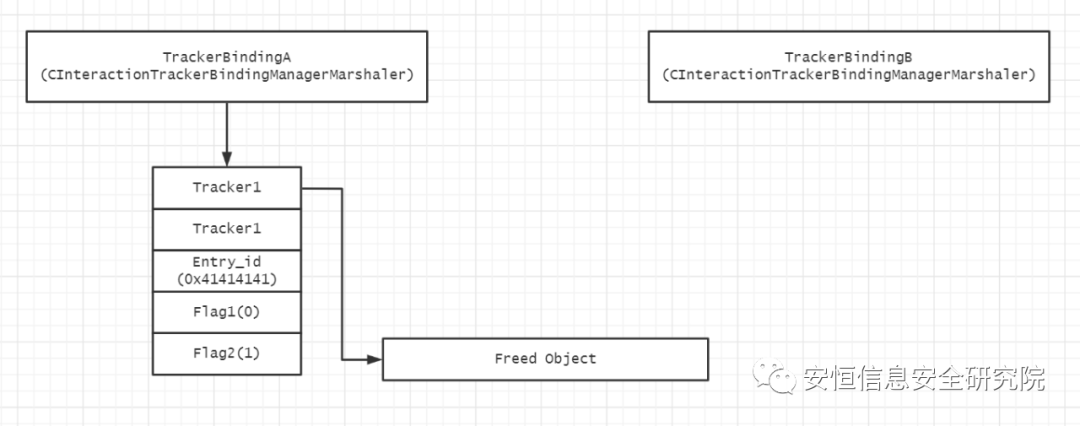 TrackerBindingA
(CInteractionTrackerBindingManagerMarshaler)
TrackerBindingB
(CInteractionTrackerBindingManagerMarshaler)
Tracker1
Tracker1
Entry_id
(0x41414141)
Flag1(0)
Flag2(1)
Freed Object
安恒信息安全研究院